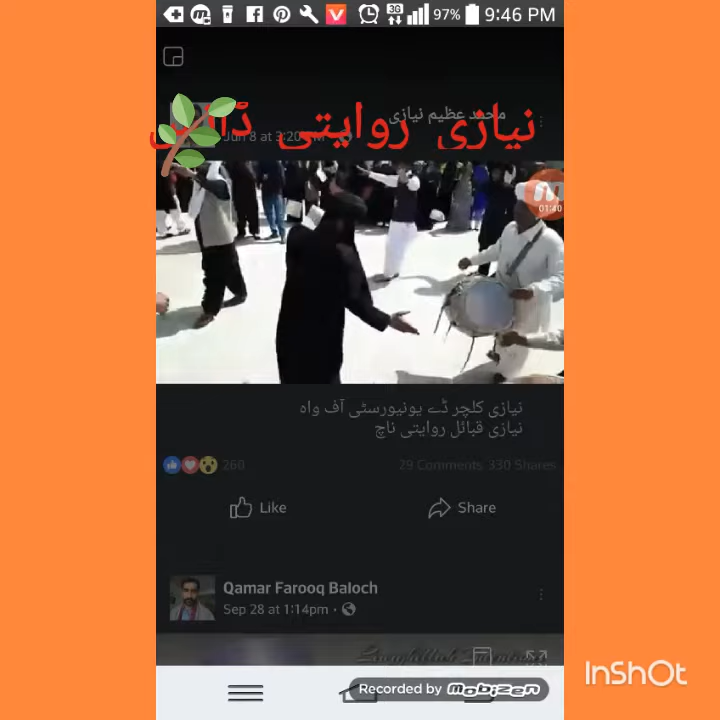 3G 97% 9:46 PM
محمد عظیم نیازی
Jun 8 at 3:20
نیازی روایتی
01:40
نیازی کلچر ڈے یونیورسٹی آف واہ
نیازی قبائل روایتی ناچ
260 29 Comments 330 Shares
Like Share
Qamar Farooq Baloch
Sep 28 at 1:14pm
Recorded by Mobizen
InShOt